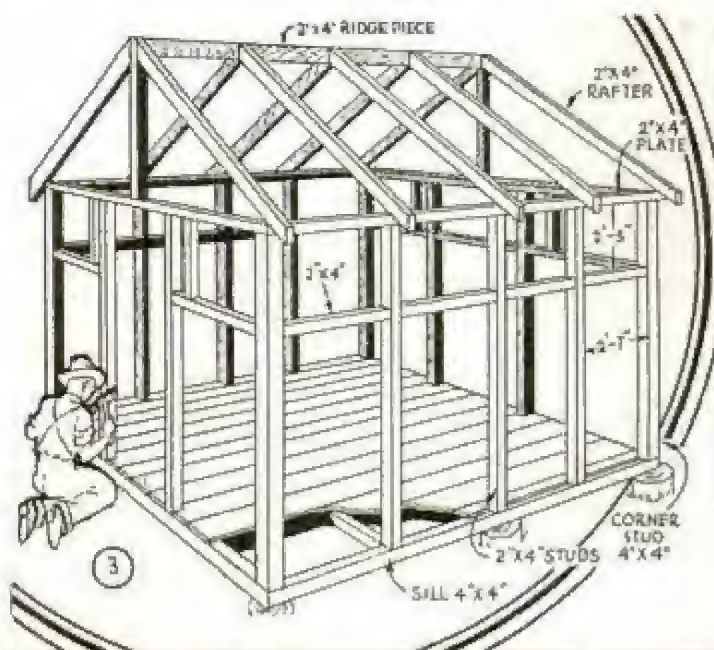 2"x4" RIDGE PIECE
2"X4"
RAFTER
2"X4"
PLATE
2'-3"
2"X4"
2'-7"
CORNER
STUD
4"X4"
2"X4" STUDS
SILL 4"X4"
3